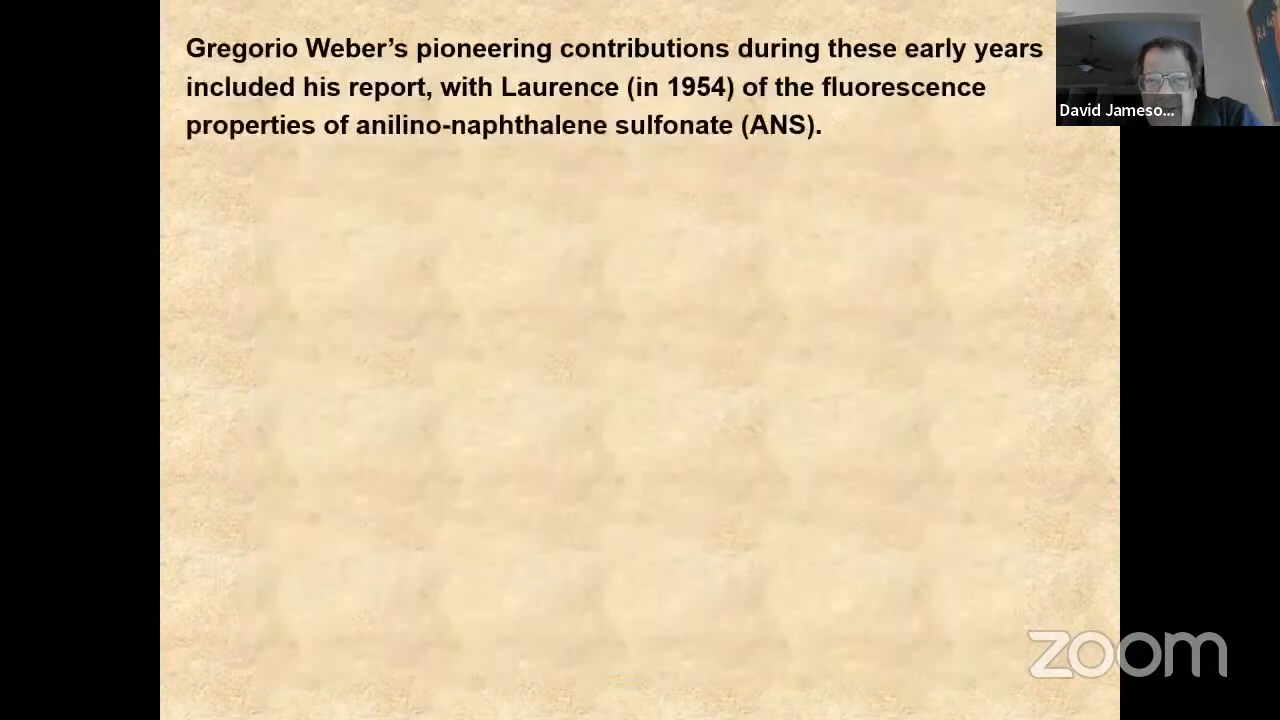 Gregorio Weber’s pioneering contributions during these early years
included his report, with Laurence (in 1954) of the fluorescence
properties of anilino-naphthalene sulfonate (ANS).
David Jameso...
zoom